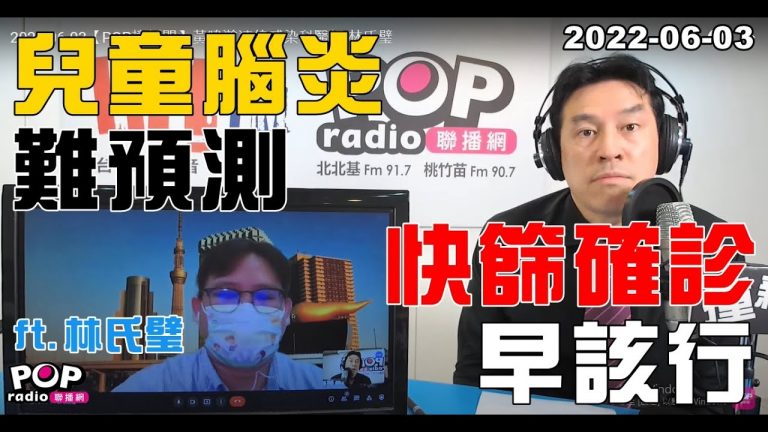 2022-06-03
兒童腦炎
難預測
POP
radio 聯播網
北北基 Fm 91.7 桃竹苗 Fm 90.7
快篩確診
早該行
ft. 林氏璧
POP
radio 聯播網